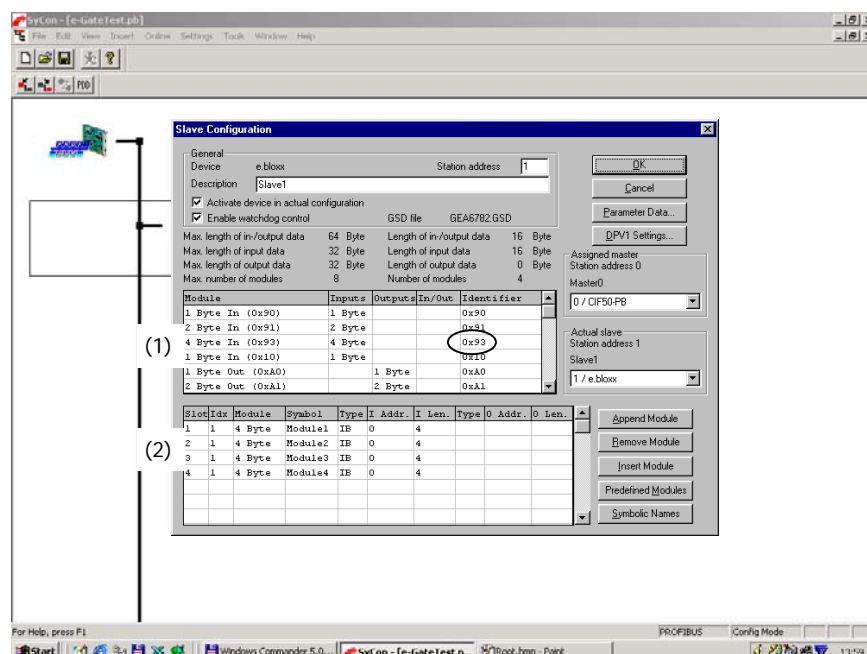 SyCon - [e-GateTest.pb]
File Edit View Insert Online Settings Tools Window Help
PDD
Slave Configuration
General
Device e.bloxx Station address 1
Description Slave1
Activate device in actual configuration
Enable watchdog control GSD file GEA6782.GSD
Max. length of in-/output data 64 Byte Length of in-/output data 16 Byte
Max. length of input data 32 Byte Length of input data 16 Byte
Max. length of output data 32 Byte Length of output data 0 Byte
Max. number of modules 8 Number of modules 4
OK
Cancel
Parameter Data...
DPV1 Settings...
Assigned master
Station address 0
Master0
0 / CIF50-PB
Actual slave
Station address 1
Slave1
1 / e.bloxx
Module Inputs Outputs In/Out Identifier
1 Byte In (0x90) 1 Byte 0x90
2 Byte In (0x91) 2 Byte 0x91
(1) 4 Byte In (0x93) 4 Byte 0x93
1 Byte In (0x10) 1 Byte 0x10
1 Byte Out (0xA0) 1 Byte 0xA0
2 Byte Out (0xA1) 2 Byte 0xA1
Slot Idx Module Symbol Type I Addr. I Len. Type O Addr. O Len.
1 1 4 Byte Module1 IB 0 4
2 1 4 Byte Module2 IB 0 4
(2) 3 1 4 Byte Module3 IB 0 4
4 1 4 Byte Module4 IB 0 4
Append Module
Remove Module
Insert Module
Predefined Modules
Symbolic Names
For Help, press F1 PROFIBUS Config Mode
Start Windows Commander 5.0... SyCon - [e-GateTest.p... Root.bmp - Paint 13:59